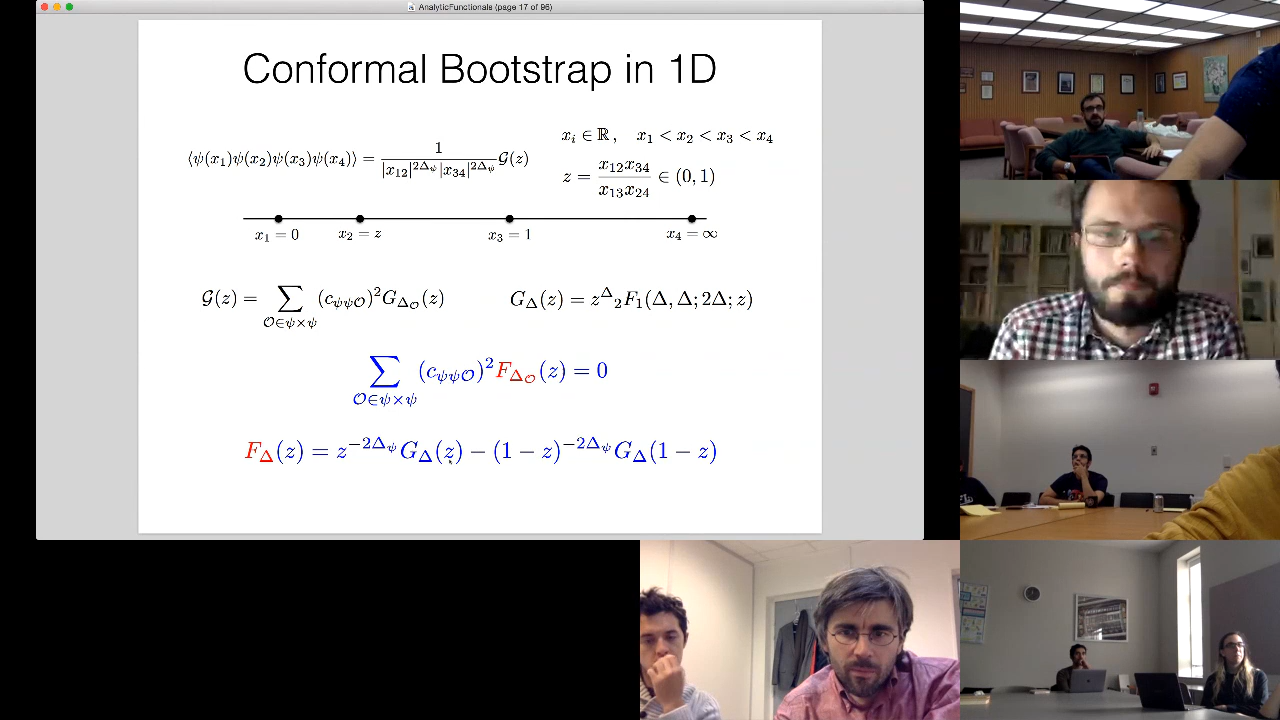 AnalyticFunctionals (page 17 of 96)
Conformal Bootstrap in 1D
⟨ψ(x₁)ψ(x₂)ψ(x₃)ψ(x₄)⟩ = 1 / (|x₁₂|^{2Δ_ψ} |x₃₄|^{2Δ_ψ}) 𝒢(z)
x_i ∈ ℝ , x₁ < x₂ < x₃ < x₄
z = x₁₂x₃₄ / x₁₃x₂₄ ∈ (0, 1)
x₁ = 0 x₂ = z x₃ = 1 x₄ = ∞
𝒢(z) = ∑_{𝒪∈ψ×ψ} (c_{ψψ𝒪})² G_{Δ_𝒪}(z) G_Δ(z) = z^Δ ₂F₁(Δ, Δ; 2Δ; z)
∑_{𝒪∈ψ×ψ} (c_{ψψ𝒪})² F_{Δ_𝒪}(z) = 0
F_Δ(z) = z^{−2Δ_ψ} G_Δ(z) − (1 − z)^{−2Δ_ψ} G_Δ(1 − z)